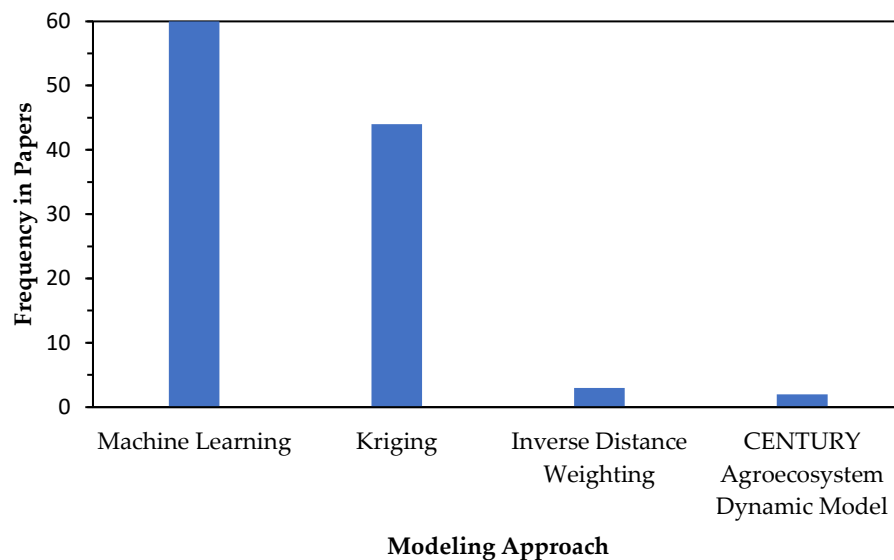 60
50
40
30
20
10
0
Frequency in Papers
Machine Learning
Kriging
Inverse Distance
Weighting
CENTURY
Agroecosystem
Dynamic Model
Modeling Approach